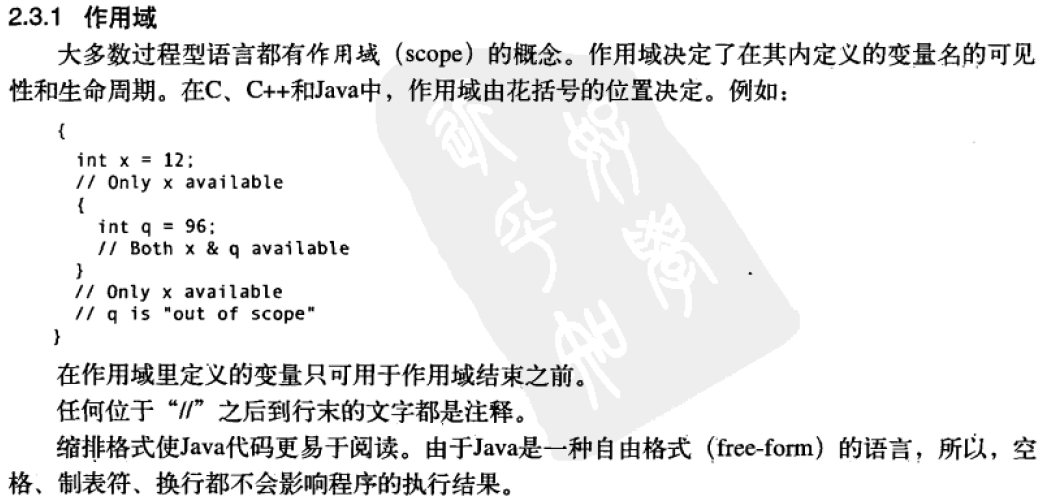 2.3.1 作用域
大多数过程型语言都有作用域（scope）的概念。作用域决定了在其内定义的变量名的可见
性和生命周期。在C、C++和Java中，作用域由花括号的位置决定。例如：
{
int x = 12;
// Only x available
{
int q = 96;
// Both x & q available
}
// Only x available
// q is "out of scope"
}
在作用域里定义的变量只可用于作用域结束之前。
任何位于“//”之后到行末的文字都是注释。
缩排格式使Java代码更易于阅读。由于Java是一种自由格式（free-form）的语言，所以，空
格、制表符、换行都不会影响程序的执行结果。